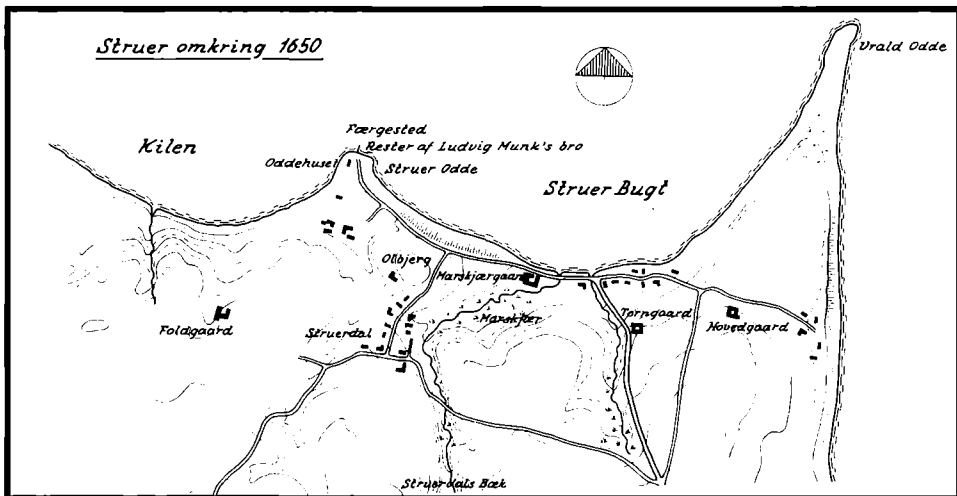 Struer omkring 1650
Vrald Odde
Færgested
Rester af Ludvig Munk's bro
Kilen
Oddehuset
Struer Odde
Struer Bugt
Ølbjerg
Marskjærgaard
Marskjær
Tørngaard
Hovedgaard
Foldgaard
Struerdal
Struerdals Bæk